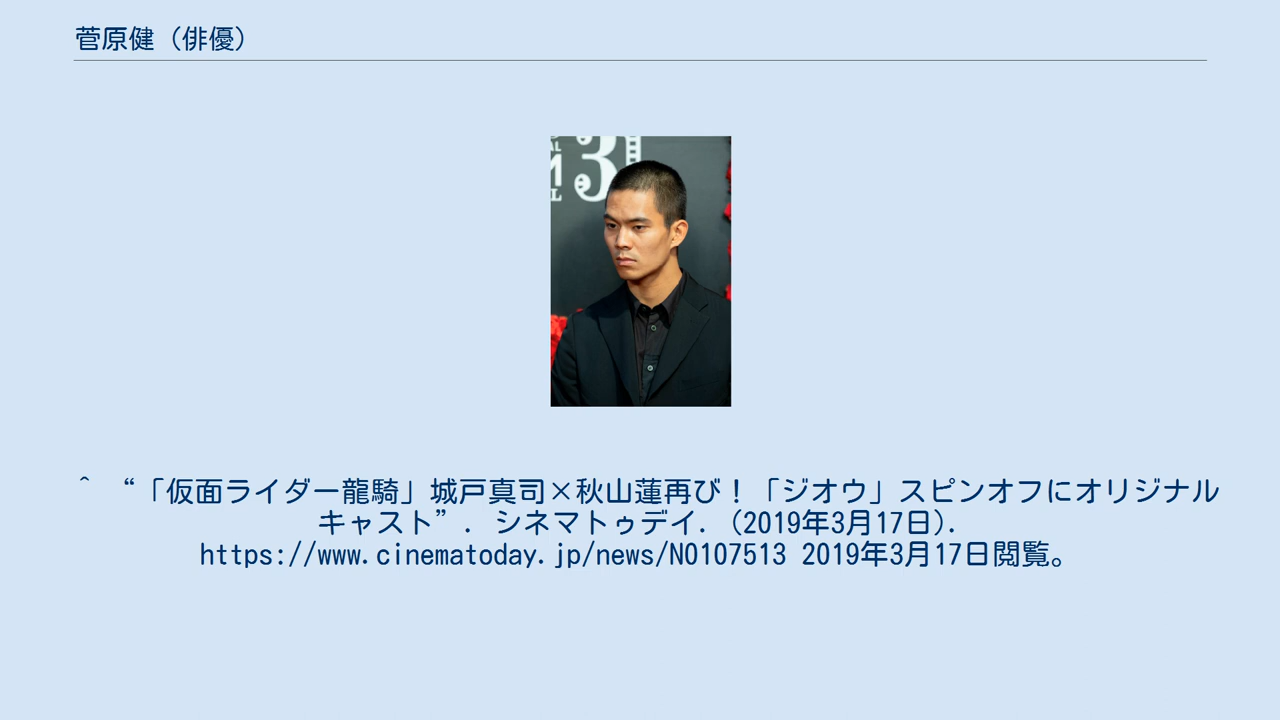 菅原健（俳優）
3
^ “「仮面ライダー龍騎」城戸真司×秋山蓮再び！「ジオウ」スピンオフにオリジナル
キャスト”. シネマトゥデイ. (2019年3月17日).
https://www.cinematoday.jp/news/N0107513 2019年3月17日閲覧。